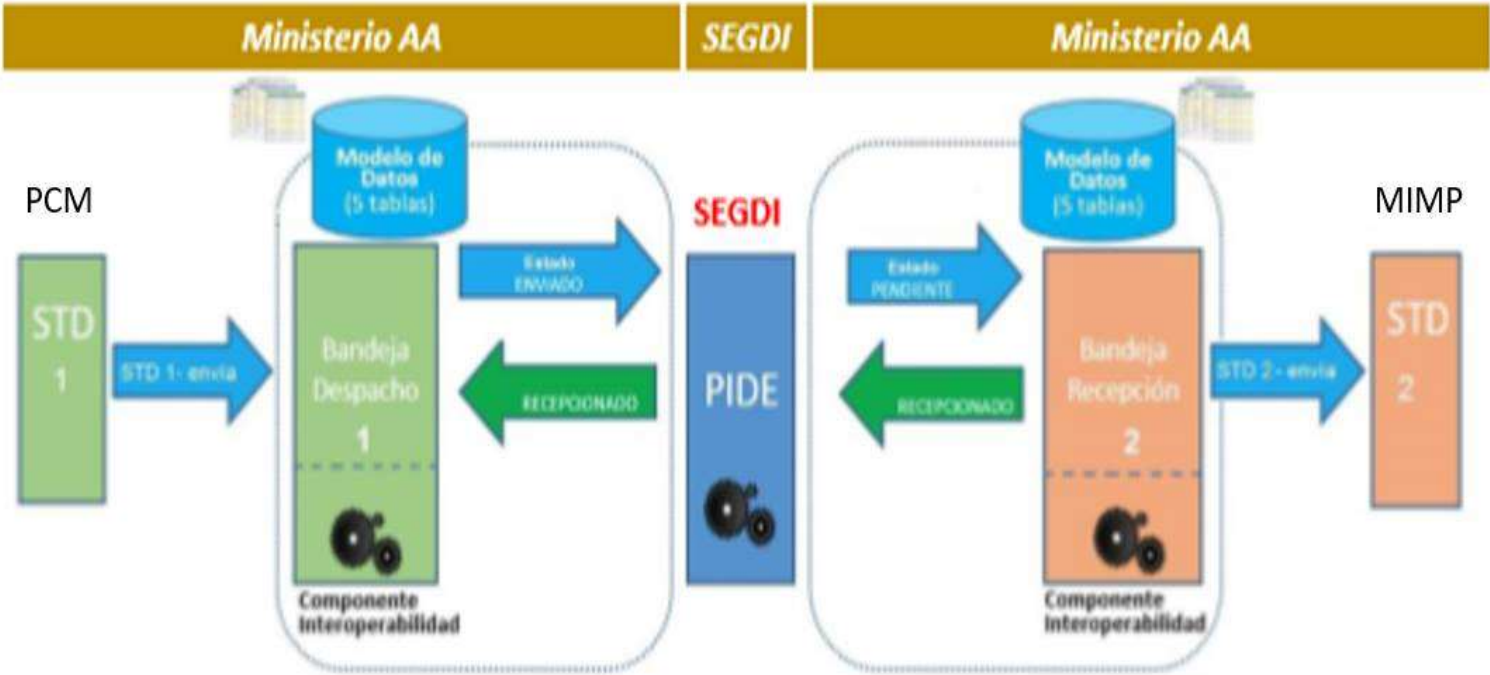 Ministerio AA
SEGDI
Ministerio AA
PCM
Modelo de
Datos
(5 tablas)
SEGDI
Modelo de
Datos
(5 tablas)
MIMP
STD
1
STD 1- envia
Bandeja
Despacho
1
Estado
ENVIADO
RECEPCIONADO
PIDE
Estado
PENDIENTE
RECEPCIONADO
Bandeja
Recepción
2
STD 2 - envia
STD
2
Componente
Interoperabilidad
Componente
Interoperabilidad